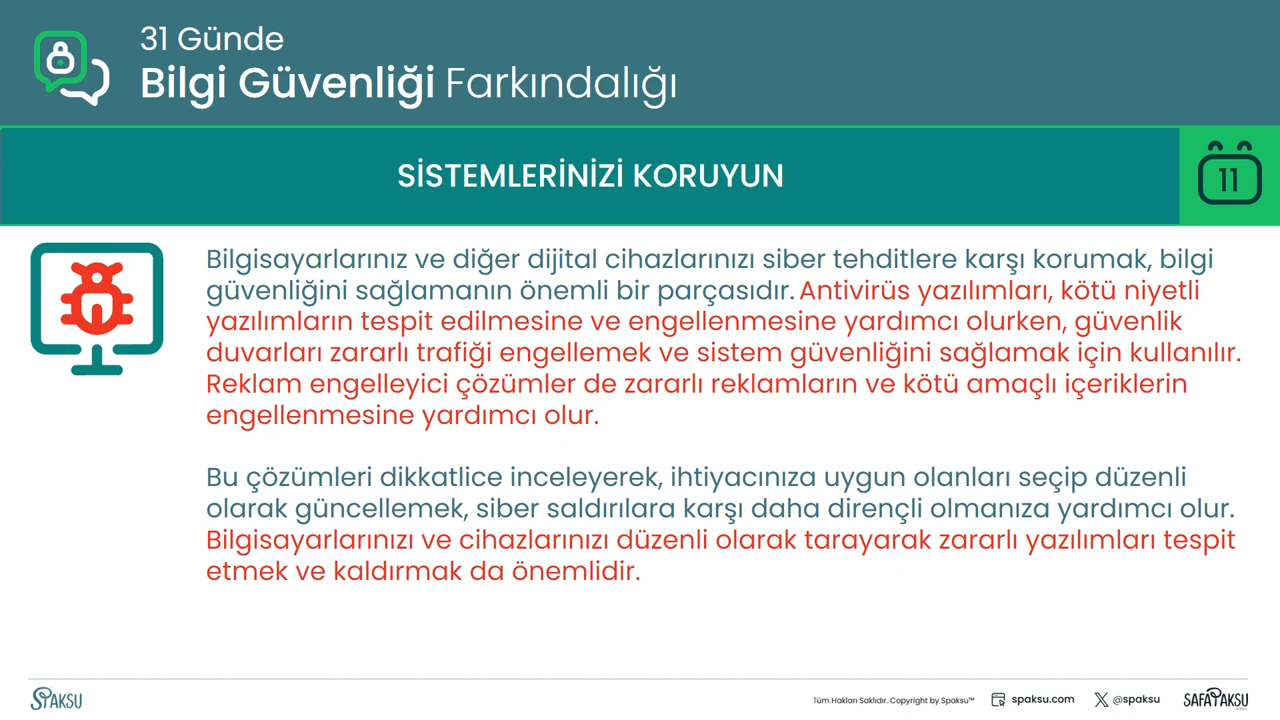 31 Günde
Bilgi Güvenliği Farkındalığı
SİSTEMLERİNİZİ KORUYUN
11
Bilgisayarlarınız ve diğer dijital cihazlarınızı siber tehditlere karşı korumak, bilgi
güvenliğini sağlamanın önemli bir parçasıdır. Antivirüs yazılımları, kötü niyetli
yazılımların tespit edilmesine ve engellenmesine yardımcı olurken, güvenlik
duvarları zararlı trafiği engellemek ve sistem güvenliğini sağlamak için kullanılır.
Reklam engelleyici çözümler de zararlı reklamların ve kötü amaçlı içeriklerin
engellenmesine yardımcı olur.
Bu çözümleri dikkatlice inceleyerek, ihtiyacınıza uygun olanları seçip düzenli
olarak güncellemek, siber saldırılara karşı daha dirençli olmanıza yardımcı olur.
Bilgisayarlarınızı ve cihazlarınızı düzenli olarak tarayarak zararlı yazılımları tespit
etmek ve kaldırmak da önemlidir.
SPAKSU
Tüm Hakları Saklıdır. Copyright by Spaksu™
spaksu.com
@spaksu
SAFAPAKSU